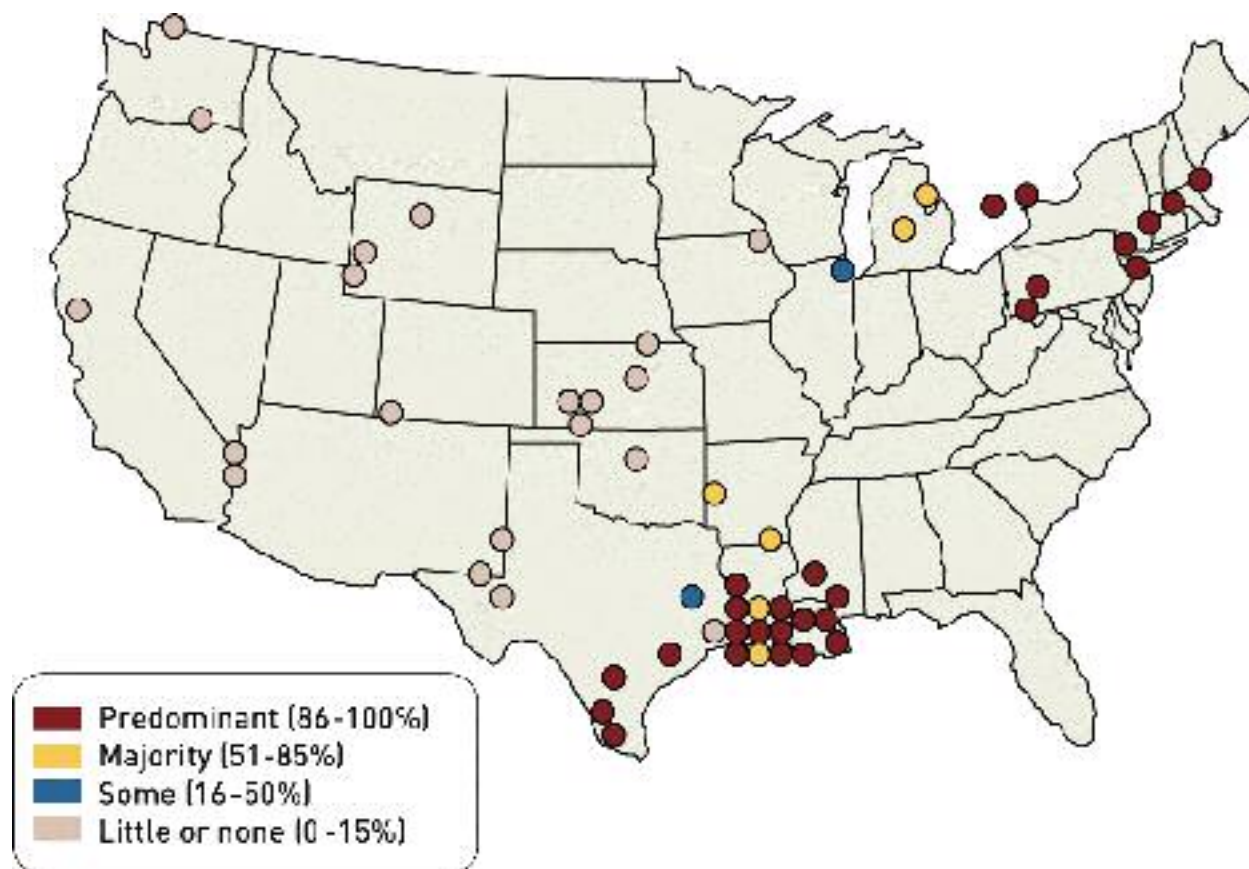 Predominant (86-100%)
Majority (51-85%)
Some (16-50%)
Little or none (0-15%)